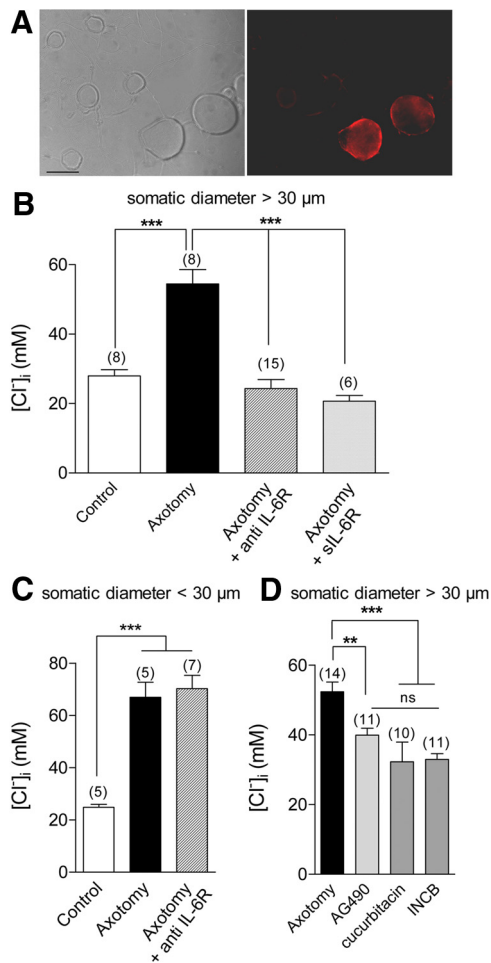 A
B
somatic diameter > 30 µm
***
***
(8)
(8)
(15)
(6)
60
40
20
0
[Cl⁻]i (mM)
Control
Axotomy
Axotomy
+ anti IL-6R
Axotomy
+ sIL-6R
C
somatic diameter < 30 µm
***
(5)
(5)
(7)
80
60
40
20
0
[Cl⁻]i (mM)
Control
Axotomy
Axotomy
+ anti IL-6R
D
somatic diameter > 30 µm
***
**
ns
(14)
(11)
(10)
(11)
60
40
20
0
[Cl⁻]i (mM)
Axotomy
AG490
cucurbitacin
INCB